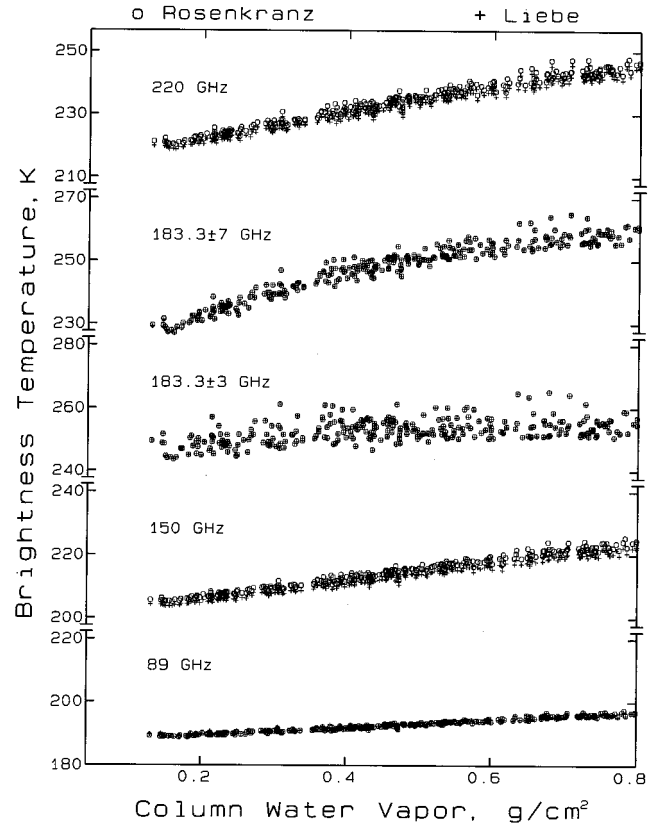 o Rosenkranz + Liebe
250
220 GHz
230
210
270
183.3±7 GHz
250
230
280
183.3±3 GHz
260
240
240
150 GHz
220
200
220
89 GHz
200
180
0.2 0.4 0.6 0.8
Brightness Temperature, K
Column Water Vapor, g/cm²